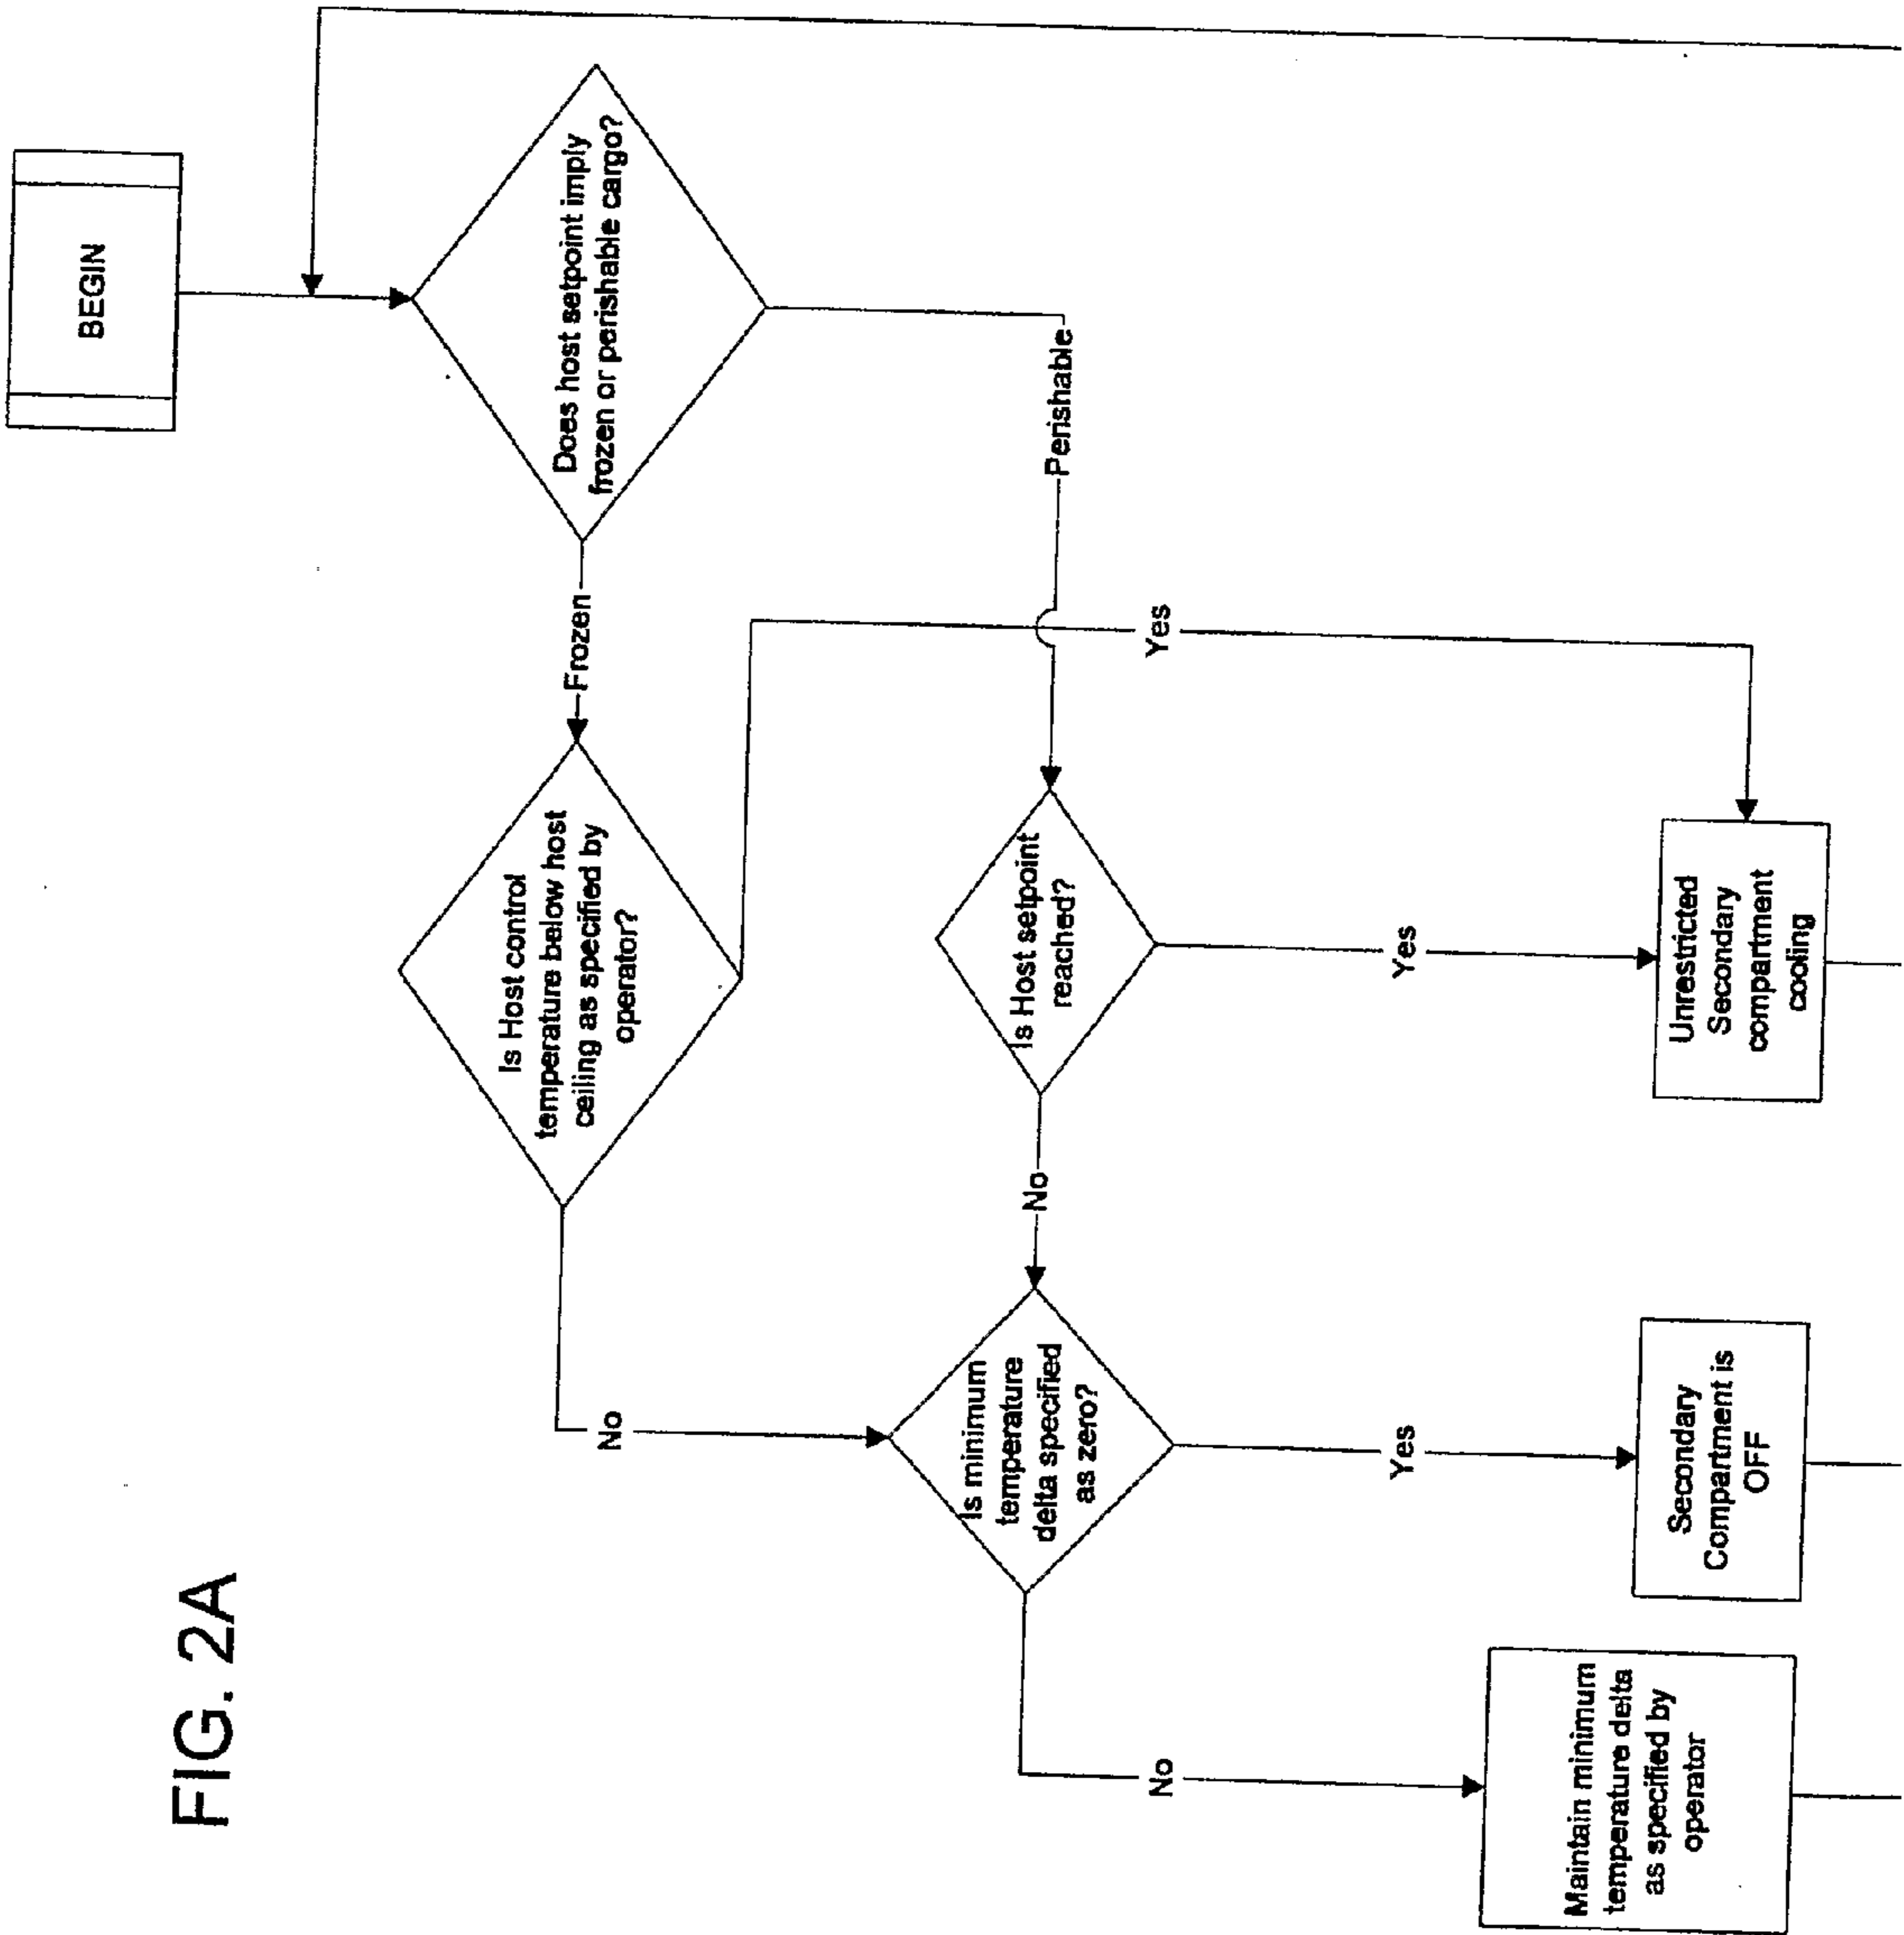 FIG. 2A
BEGIN
Does host setpoint imply
frozen or perishable cargo?
Frozen
Perishable
Is Host control
temperature below host
ceiling as specified by
operator?
No
Yes
Is Host setpoint
reached?
No
Yes
Is minimum
temperature
delta specified
as zero?
No
Yes
Maintain minimum
temperature delta
as specified by
operator
Secondary
Compartment is
OFF
Unrestricted
Secondary
compartment
cooling